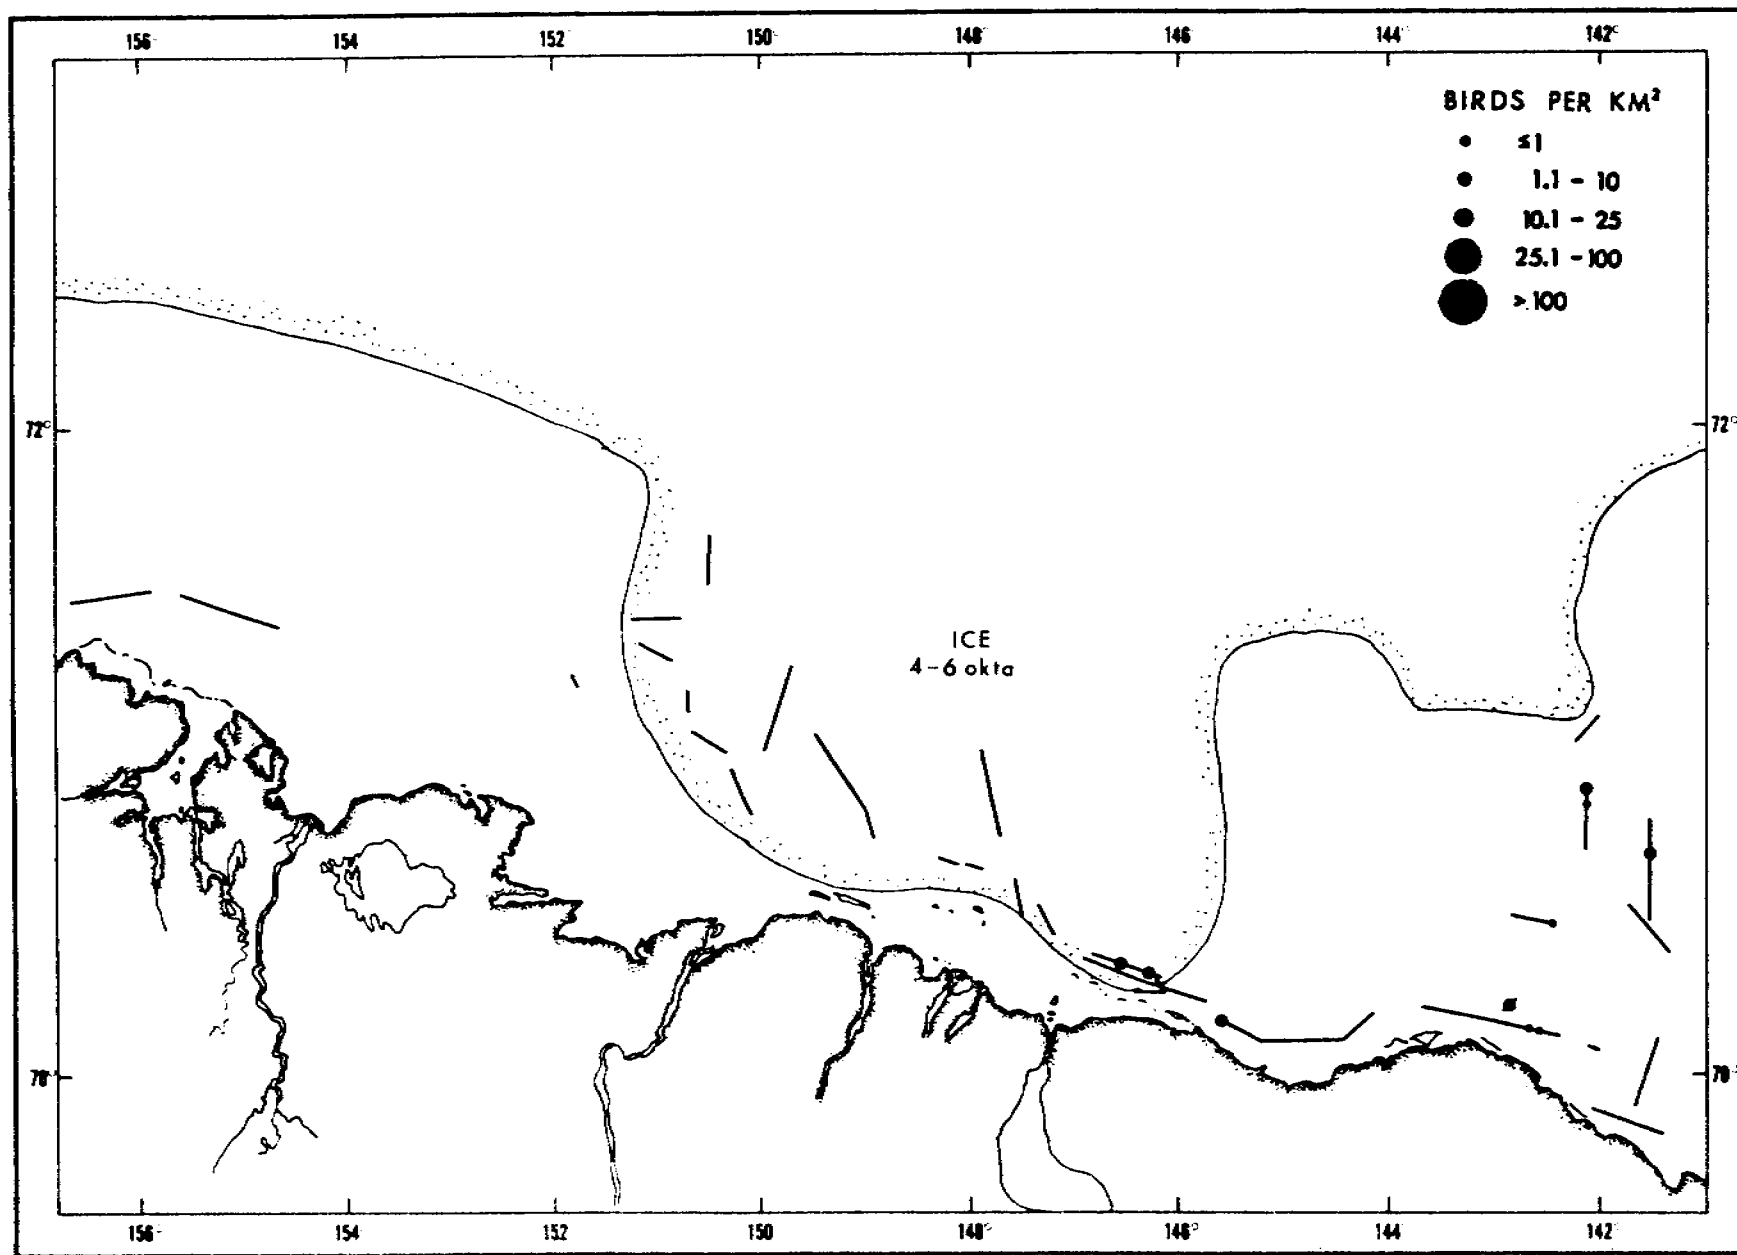 156° 154 152 150° 148° 146 144° 142°
BIRDS PER KM²
≤1
1.1 - 10
10.1 - 25
25.1 - 100
>100
72° 72°
ICE
4-6 okta
70° 70°
156° 154 152 150 148° 146° 144 142°